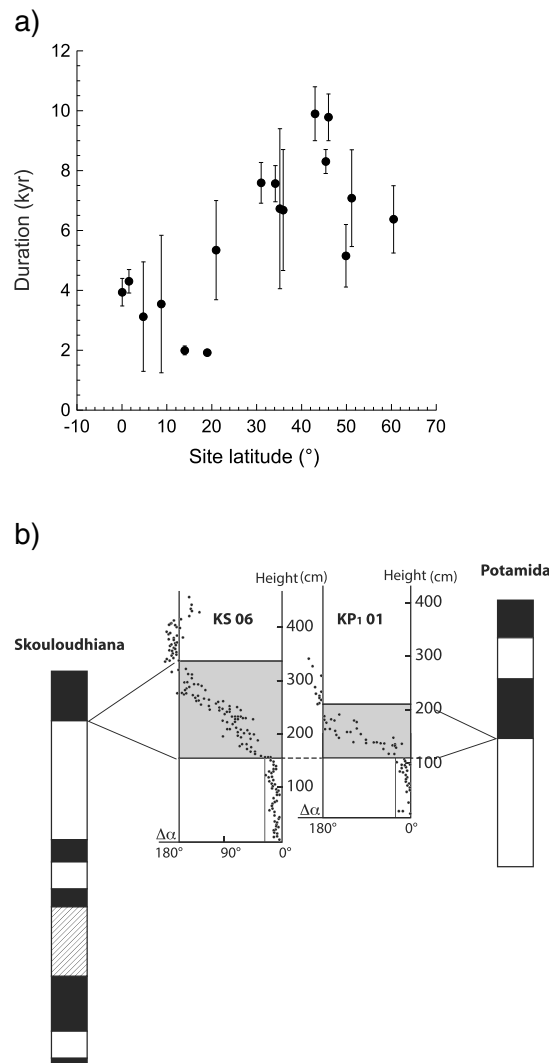 a)
12
10
8
6
4
2
0
Duration (kyr)
-10 0 10 20 30 40 50 60 70
Site latitude (°)
b)
Skouloudhiana
Height (cm)
KS 06
400
300
200
100
Δα
180° 90° 0°
Height (cm)
KP1 01
400
300
200
100
Δα
180° 0°
Potamida